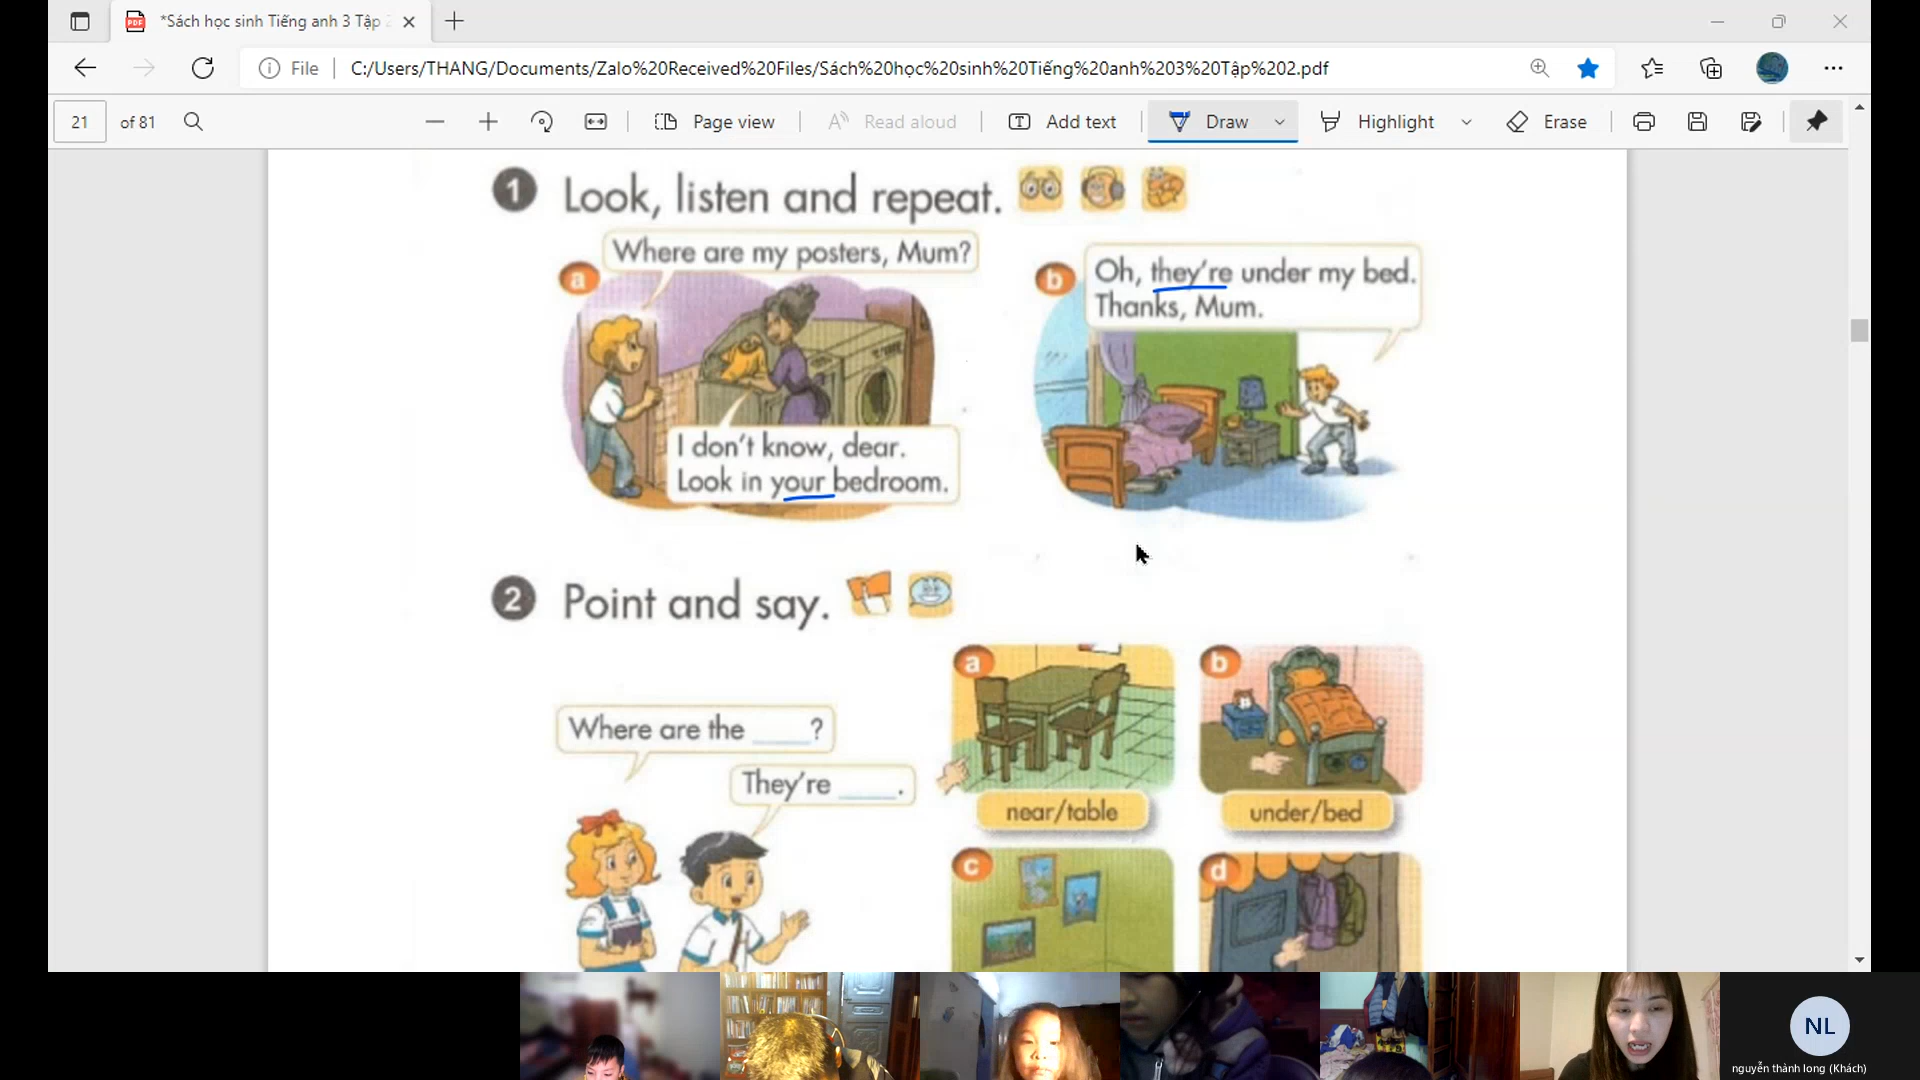 *Sách học sinh Tiếng anh 3 Tập 2
File
C:/Users/THANG/Documents/Zalo%20Received%20Files/Sách%20học%20sinh%20Tiếng%20anh%203%20Tập%202.pdf
21 of 81
Page view
Read aloud
Add text
Draw
Highlight
Erase
1 Look, listen and repeat.
a
Where are my posters, Mum?
I don't know, dear.
Look in your bedroom.
b
Oh, they're under my bed.
Thanks, Mum.
2 Point and say.
Where are the ____?
They're ____.
a
near/table
b
under/bed
c
d
NL
nguyễn thành long (Khách)